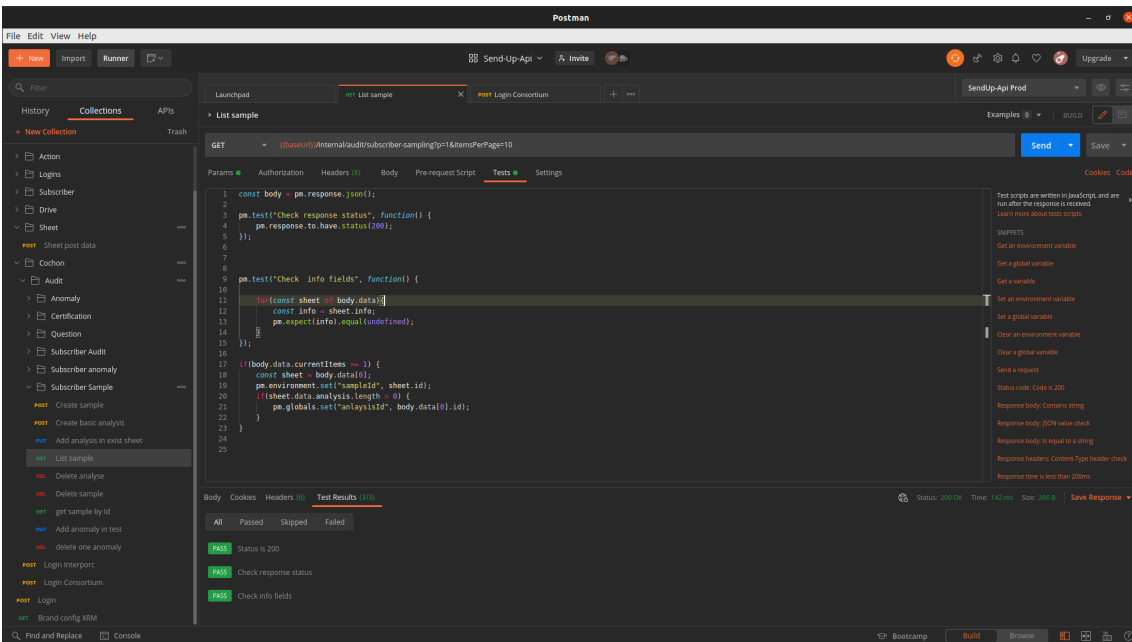 Postman
File Edit View Help
+ New Import Runner
Send-Up-Api Invite
Upgrade
Filter
History Collections APIs
+ New Collection Trash
Action
Logins
Subscriber
Drive
Sheet
POST Sheet post data
Cochon
Audit
Anomaly
Certification
Question
Subscriber Audit
Subscriber anomaly
Subscriber Sample
POST Create sample
POST Create basic analysis
PUT Add analysis in exist sheet
GET List sample
DEL Delete analyse
DEL Delete sample
GET get sample by Id
PUT Add anomaly in test
DEL delete one anomaly
POST Login Interporc
POST Login Consortium
POST Login
GET Brand config XRM
Launchpad GET List sample X POST Login Consortium + ooo
SendUp-Api Prod
List sample
Examples 0 BUILD
GET {{baseUrl}}/internal/audit/subscriber-sampling?p=1&itemsPerPage=10
Send Save
Params Authorization Headers (8) Body Pre-request Script Tests Settings
Cookies Code
1 const body = pm.response.json();
2
3 pm.test("Check response status", function() {
4 pm.response.to.have.status(200);
5 });
6
7
8
9 pm.test("Check  info fields", function() {
10
11 for(const sheet of body.data){
12 const info = sheet.info;
13 pm.expect(info).equal(undefined);
14 }
15 });
16
17 if(body.data.currentItems >= 1) {
18 const sheet = body.data[0];
19 pm.environment.set("sampleId", sheet.id);
20 if(sheet.data.analysis.length > 0) {
21 pm.globals.set("anlaysisId", body.data[0].id);
22 }
23 }
24
25
Test scripts are written in JavaScript, and are
run after the response is received.
Learn more about tests scripts
SNIPPETS
Get an environment variable
Get a global variable
Get a variable
Set an environment variable
Set a global variable
Clear an environment variable
Clear a global variable
Send a request
Status code: Code is 200
Response body: Contains string
Response body: JSON value check
Response body: Is equal to a string
Response headers: Content-Type header check
Response time is less than 200ms
Body Cookies Headers (6) Test Results (3/3)
Status: 200 OK Time: 142 ms Size: 266 B Save Response
All Passed Skipped Failed
PASS Status is 200
PASS Check response status
PASS Check info fields
Find and Replace Console
Bootcamp Build Browse